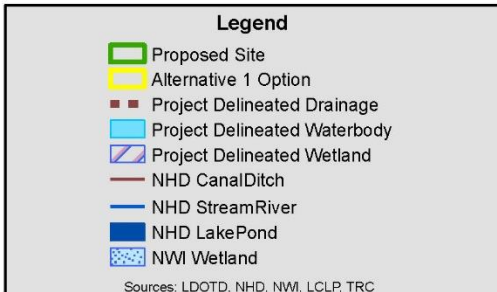 Legend
Proposed Site
Alternative 1 Option
Project Delineated Drainage
Project Delineated Waterbody
Project Delineated Wetland
NHD CanalDitch
NHD StreamRiver
NHD LakePond
NWI Wetland
Sources: LDOTD, NHD, NWI, LCLP, TRC